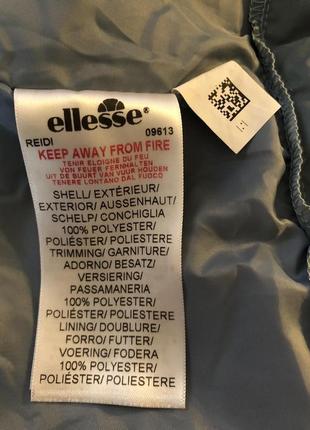 ellesse
REIDI 09613
KEEP AWAY FROM FIRE
TENIR ELOIGNE DU FEU
VON FEUER FERNHALTEN
UIT DE BUURT VAN VUUR HOUDEN
TENERE LONTANO DAL FUOCO
SHELL/ EXTÉRIEUR/
EXTERIOR/ AUSSENHAUT/
SCHELP/ CONCHIGLIA
100% POLYESTER/
POLIÉSTER/ POLIESTERE
TRIMMING/ GARNITURE/
ADORNO/ BESATZ/
VERSIERING/
PASSAMANERIA
100% POLYESTER/
POLIÉSTER/ POLIESTERE
LINING/ DOUBLURE/
FORRO/ FUTTER/
VOERING/ FODERA
100% POLYESTER/
POLYÉSTER/ POLIESTERE